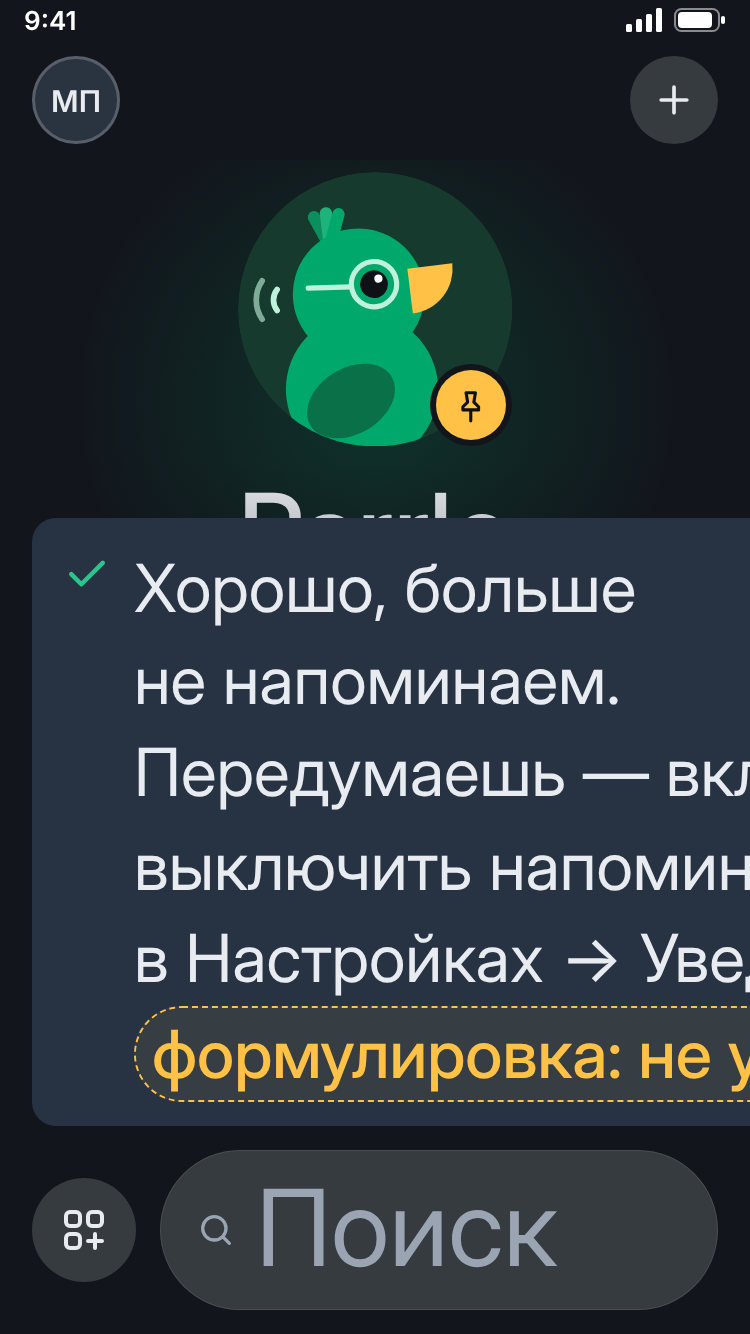 9:41
МП
Хорошо, больше
не напоминаем.
Передумаешь — вкл
выключить напомин
в Настройках → Уве
формулировка: не у
Поиск